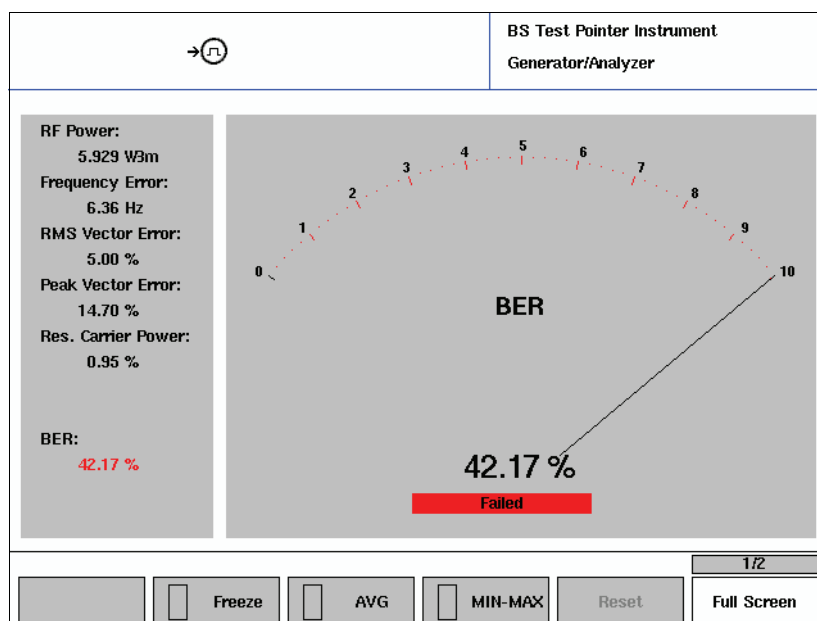 BS Test Pointer Instrument
Generator/Analyzer
RF Power:
5.929 W3m
Frequency Error:
6.36 Hz
RMS Vector Error:
5.00 %
Peak Vector Error:
14.70 %
Res. Carrier Power:
0.95 %
BER:
42.17 %
0
1
2
3
4
5
6
7
8
9
10
BER
42.17 %
Failed
1/2
Freeze
AVG
MIN-MAX
Reset
Full Screen